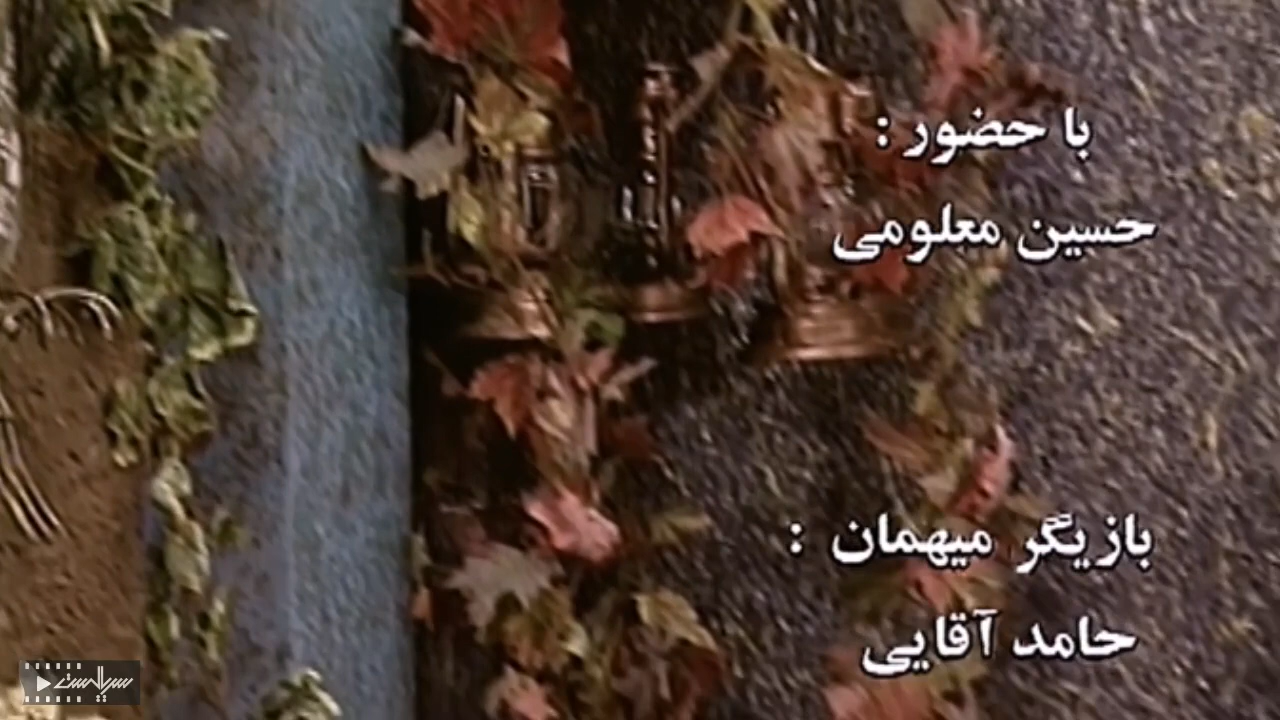 با حضور :
حسین معلومی
بازیگر میهمان :
حامد آقایی